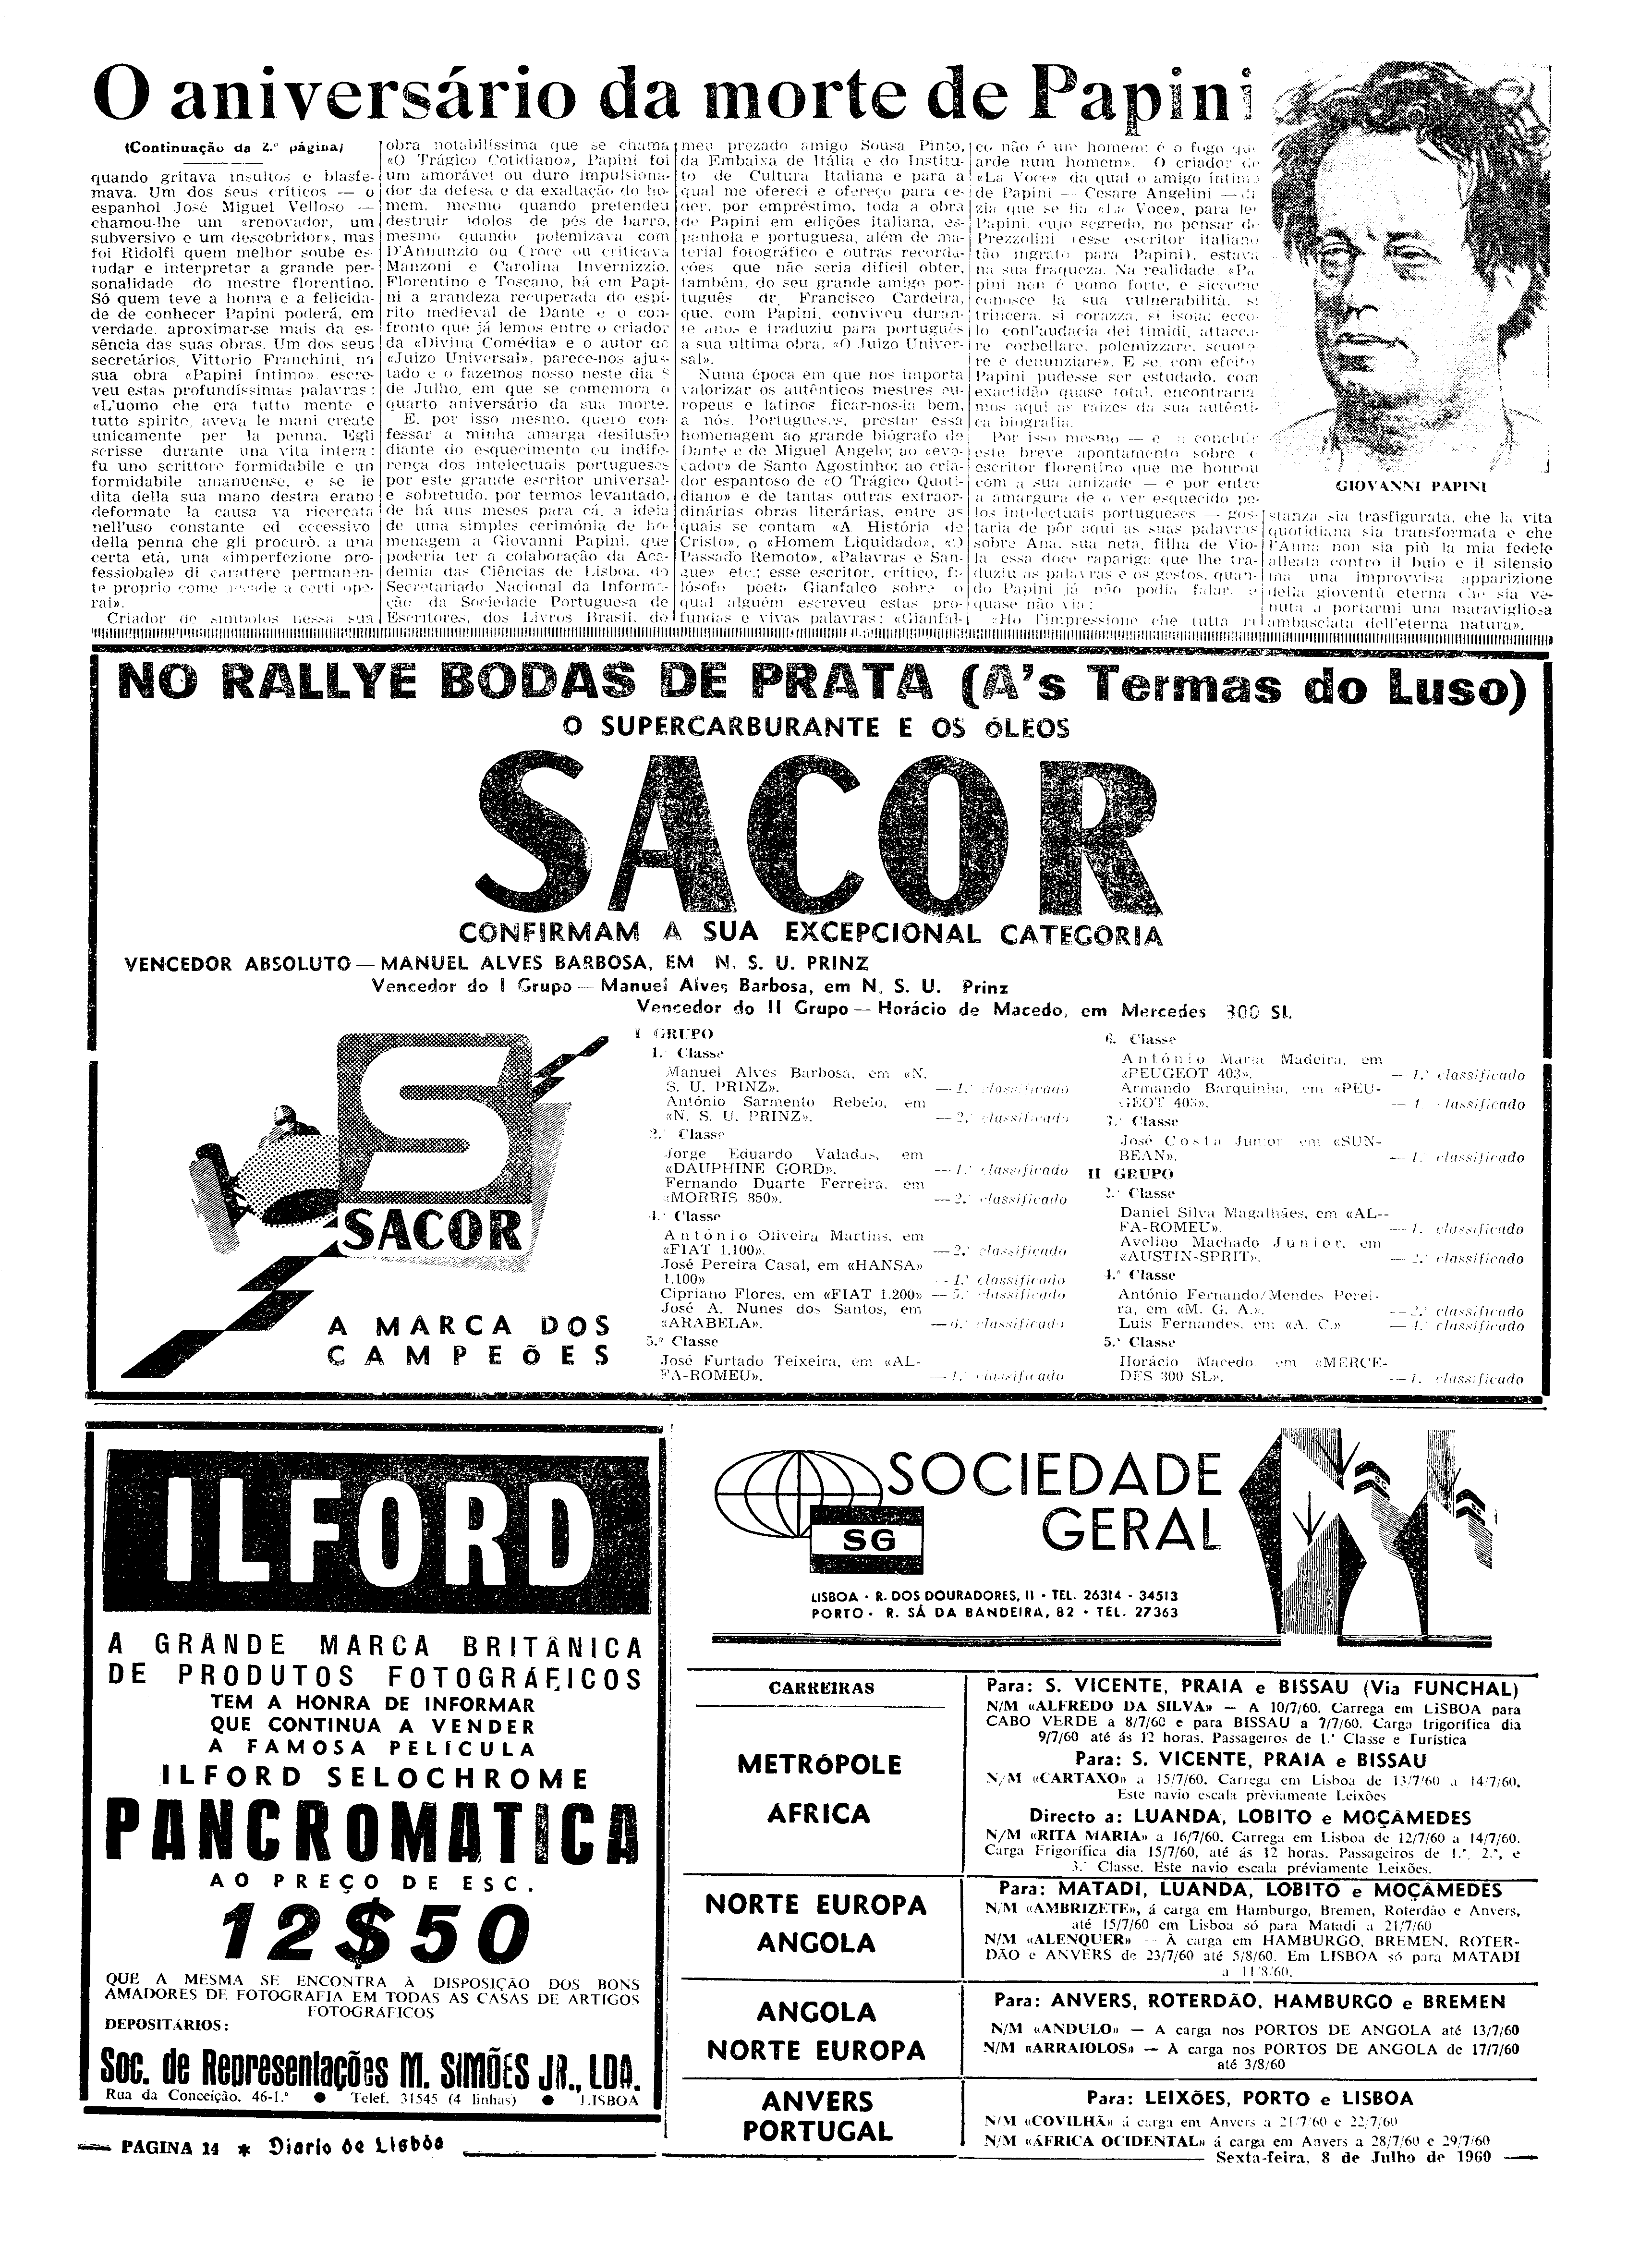 O aniversário da morte de Papini
(Continuação da 2.ª página)
quando gritava insultos e blasfe-
mava. Um dos seus críticos — o
espanhol José Miguel Velloso —
chamou-lhe um «renovador, um
subversivo e um descobridor», mas
foi Ridolfi quem melhor soube es-
tudar e interpretar a grande per-
sonalidade do mestre florentino.
Só quem teve a honra e a felicida-
de de conhecer Papini poderá, em
verdade, aproximar-se mais da es-
sência das suas obras. Um dos seus
secretários, Vittorio Franchini, na
sua obra «Papini Íntimo» escre-
veu estas profundíssimas palavras:
«L'uomo che era tutto mente e
tutto spirito, aveva le mani create
unicamente per la penna. Egli
scrisse durante una vita intera:
fu uno scrittore formidabile e un
formidabile amanuense, e se le
dita della sua mano destra erano
deformate la causa va ricercata
nell'uso constante ed eccessivo
della penna che gli procurò, a una
certa età, una «imperfezione pro-
fessiobale» di carattere permanen-
te proprio come accade a certi ope-
rai».
Criador de símbolos nessa sua
obra notabilíssima que se chama
«O Trágico Cotidiano», Papini foi
um amorável ou duro impulsiona-
dor da defesa e da exaltação do ho-
mem, mesmo quando pretendeu
destruir ídolos de pés de barro,
mesmo quando polemizava com
D'Annunzio ou Croce ou criticava
Manzoni e Carolina Invernizzio.
Florentino e Toscano, há em Papi-
ni a grandeza recuperada do espí-
rito medieval de Dante e o con-
fronto que já lemos entre o criador
da «Divina Comédia» e o autor do
«Juizo Universal», parece-nos ajus-
tado e o fazemos nosso neste dia 8
de Julho, em que se comemora o
quarto aniversário da sua morte.
E, por isso mesmo, quero con-
fessar a minha amarga desilusão
diante do esquecimento ou indife-
rença dos intelectuais portugueses
por este grande escritor universal
e sobretudo, por termos levantado,
de há uns meses para cá, a ideia
de uma simples cerimónia de ho-
menagem a Giovanni Papini, que
poderia ter a colaboração da Aca-
demia das Ciências de Lisboa, do
Secretariado Nacional da Informa-
ção da Sociedade Portuguesa de
Escritores, dos Livros Brasil, do
meu prezado amigo Sousa Pinto,
da Embaixa de Itália e do Institu-
to de Cultura Italiana e para a
qual me ofereci e ofereço para ce-
der, por empréstimo, toda a obra
de Papini em edições italiana, es-
panhola e portuguesa, além de ma-
terial fotográfico e outras recorda-
ções que não seria difícil obter,
também, do seu grande amigo por-
tuguês dr. Francisco Cardeira,
que, com Papini, conviveu duran-
te anos e traduziu para português
a sua ultima obra, «O Juizo Univer-
sal».
Numa época em que nos importa
valorizar os autênticos mestres eu-
ropeus e latinos ficar-nos-ia bem,
a nós, Portugueses, prestar essa
homenagem ao grande biógrafo de
Dante e de Miguel Angelo; ao «evo-
cador» de Santo Agostinho; ao cria-
dor espantoso de «O Trágico Quoti-
diano» e de tantas outras extraor-
dinárias obras literárias, entre as
quais se contam «A História de
Cristo», o «Homem Liquidado», «O
Passado Remoto», «Palavras e San-
gue» etc.; esse escritor, crítico, fi-
lósofo poeta Gianfalco sobre o
qual alguém escreveu estas pro-
fundas e vivas palavras: «Gianfal-
co não é um homem: é o fogo que
arde num homem». O criador de
«La Voce» da qual o amigo íntimo
de Papini — Cesare Angelini — di-
zia que se lia «La Voce», para ler
Papini cujo segredo, no pensar de
Prezzolini (esse escritor italiano
tão ingrato para Papini), estava
na sua fraqueza. Na realidade, «Pa-
pini non è uomo forte, e siccome
conosce la sua vulnerabilità, si
trincera, si corazza, si isola: ecco-
lo, conl'audacia dei timidi, attacca-
re corbellare, polemizzare, scuote-
re e denunziare». E se, com efeito
Papini pudesse ser estudado, com
exactidão quase total, encontraria-
mos aqui as raízes da sua autênti-
ca biografia.
Por isso mesmo — e a concluir
este breve apontamento sobre o
escritor florentino que me honrou
com a sua amizade — e por entre
a amargura de o ver esquecido pe-
los intelectuais portugueses — gos-
taria de pôr aqui as suas palavras
sobre Ana, sua neta, filha de Vio-
la essa doce rapariga que lhe tra-
duziu as palavras e os gestos, quan-
do Papini já não podia falar, e
quase não via:
«Ho l'impressione che tutta
GIOVANNI PAPINI
stanza sia trasfigurata, che la vita
quotidiana sia transformata e che
l'Anna non sia più la mia fedele
alleata contro il buio e il silensio
ma una improvvisa apparizione
della gioventù eterna che sia ve-
nuta a portarmi una maravigliosa
ambasciata dell'eterna natura».
NO RALLYE BODAS DE PRATA (A's Termas do Luso)
O SUPERCARBURANTE E OS ÓLEOS
SACOR
CONFIRMAM A SUA EXCEPCIONAL CATEGORIA
VENCEDOR ABSOLUTO — MANUEL ALVES BARBOSA, EM N. S. U. PRINZ
Vencedor do I Grupo — Manuel Alves Barbosa, em N. S. U. Prinz
Vencedor do II Grupo — Horácio de Macedo, em Mercedes 300 SL
S
SACOR
A MARCA DOS
CAMPEÕES
I GRUPO
1.ª Classe
Manuel Alves Barbosa, em «N.
S. U. PRINZ». — 1.º classificado
António Sarmento Rebelo, em
«N. S. U. PRINZ». — 2.º classificado
2.ª Classe
Jorge Eduardo Valadas, em
«DAUPHINE GORD». — 1.º classificado
Fernando Duarte Ferreira, em
«MORRIS 850». — 2.º classificado
4.ª Classe
António Oliveira Martins, em
«FIAT 1.100». — 2.º classificado
José Pereira Casal, em «HANSA»
1.100». — 4.º classificado
Cipriano Flores, em «FIAT 1.200» — 5.º classificado
José A. Nunes dos Santos, em
«ARABELA». — 6.º classificado
5.ª Classe
José Furtado Teixeira, em «AL-
FA-ROMEU». — 1.º classificado
6. Classe
António Maria Madeira, em
«PEUGEOT 403». — 1.º classificado
Armando Barquinha, em «PEU-
GEOT 403». — 1. classificado
7.ª Classe
José Costa Junior em «SUN-
BEAN». — 1.º classificado
II GRUPO
2.ª Classe
Daniel Silva Magalhães, em «AL--
FA-ROMEU». — 1. classificado
Avelino Machado Junior, em
«AUSTIN-SPRIT». — 2.º classificado
4.ª Classe
António Fernando Mendes Perei-
ra, em «M. G. A.». — 2.º classificado
Luis Fernandes, em «A. C.» — 4.º classificado
5.ª Classe
Horácio Macedo, em «MERCE-
DES 300 SL». — 1. classificado
ILFORD
A GRANDE MARCA BRITÂNICA
DE PRODUTOS FOTOGRÁFICOS
TEM A HONRA DE INFORMAR
QUE CONTINUA A VENDER
A FAMOSA PELÍCULA
ILFORD SELOCHROME
PANCROMATICA
AO PREÇO DE ESC.
12$50
QUE A MESMA SE ENCONTRA À DISPOSIÇÃO DOS BONS
AMADORES DE FOTOGRAFIA EM TODAS AS CASAS DE ARTIGOS
FOTOGRÁFICOS
DEPOSITÁRIOS:
Soc. de Representações M. SIMÕES JR., LDA.
Rua da Conceição, 46-1.º ● Telef. 31545 (4 linhas) ● LISBOA
SOCIEDADE
GERAL
SG
LISBOA • R. DOS DOURADORES, 11 • TEL. 26314 - 34513
PORTO • R. SÁ DA BANDEIRA, 82 • TEL. 27363
CARREIRAS
METRÓPOLE
ÁFRICA
Para: S. VICENTE, PRAIA e BISSAU (Via FUNCHAL)
N/M «ALFREDO DA SILVA» — A 10/7/60. Carrega em LISBOA para
CABO VERDE a 8/7/60 e para BISSAU a 7/7/60. Carga frigorífica dia
9/7/60 até ás 12 horas. Passageiros de 1.ª Classe e Turística
Para: S. VICENTE, PRAIA e BISSAU
N/M «CARTAXO» a 15/7/60. Carrega em Lisboa de 13/7/60 a 14/7/60.
Este navio escala prèviamente Leixões
Directo a: LUANDA, LOBITO e MOÇÂMEDES
N/M «RITA MARIA» a 16/7/60. Carrega em Lisboa de 12/7/60 a 14/7/60.
Carga Frigorífica dia 15/7/60, até ás 12 horas. Passageiros de 1.ª, 2.ª, e
3.ª Classe. Este navio escala préviamente Leixões.
NORTE EUROPA
ANGOLA
Para: MATADI, LUANDA, LOBITO e MOÇÂMEDES
N/M «AMBRIZETE», á carga em Hamburgo, Bremen, Roterdão e Anvers,
até 15/7/60 em Lisboa só para Matadi a 21/7/60
N/M «ALENQUER» — À carga em HAMBURGO, BREMEN, ROTER-
DÃO e ANVERS de 23/7/60 até 5/8/60. Em LISBOA só para MATADI
a 11/8/60.
ANGOLA
NORTE EUROPA
Para: ANVERS, ROTERDÃO, HAMBURGO e BREMEN
N/M «ANDULO» — A carga nos PORTOS DE ANGOLA até 13/7/60
N/M «ARRAIOLOS» — À carga nos PORTOS DE ANGOLA de 17/7/60
até 3/8/60
ANVERS
PORTUGAL
Para: LEIXÕES, PORTO e LISBOA
N/M «COVILHÃ» á carga em Anvers a 21/7/60 e 22/7/60
N/M «ÁFRICA OCIDENTAL» á carga em Anvers a 28/7/60 e 29/7/60
PÁGINA 14 * Diario de Lisbôa
Sexta-feira, 8 de Julho de 1960